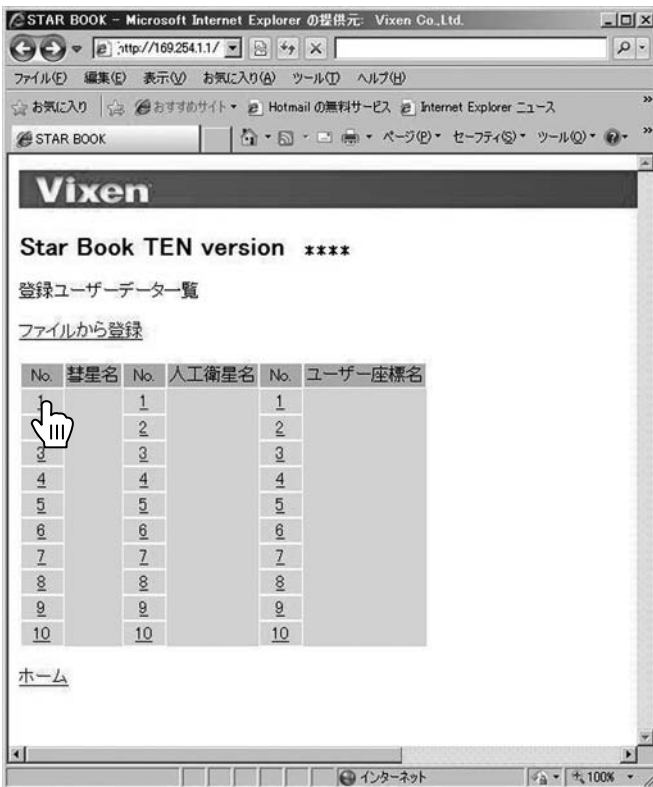 STAR BOOK - Microsoft Internet Explorer の提供元: Vixen Co.,Ltd.
http://169.254.1.1/
ファイル(F) 編集(E) 表示(V) お気に入り(A) ツール(T) ヘルプ(H)
お気に入り おすすめサイト Hotmail の無料サービス Internet Explorer ニュース
STAR BOOK ページ(P) セーフティ(S) ツール(O)
Vixen
Star Book TEN version ****
登録ユーザーデータ一覧
ファイルから登録
No. 彗星名 No. 人工衛星名 No. ユーザー座標名
1 1 1
2 2
3 3 3
4 4 4
5 5 5
6 6 6
7 7 7
8 8 8
9 9 9
10 10 10
ホーム
インターネット 100%